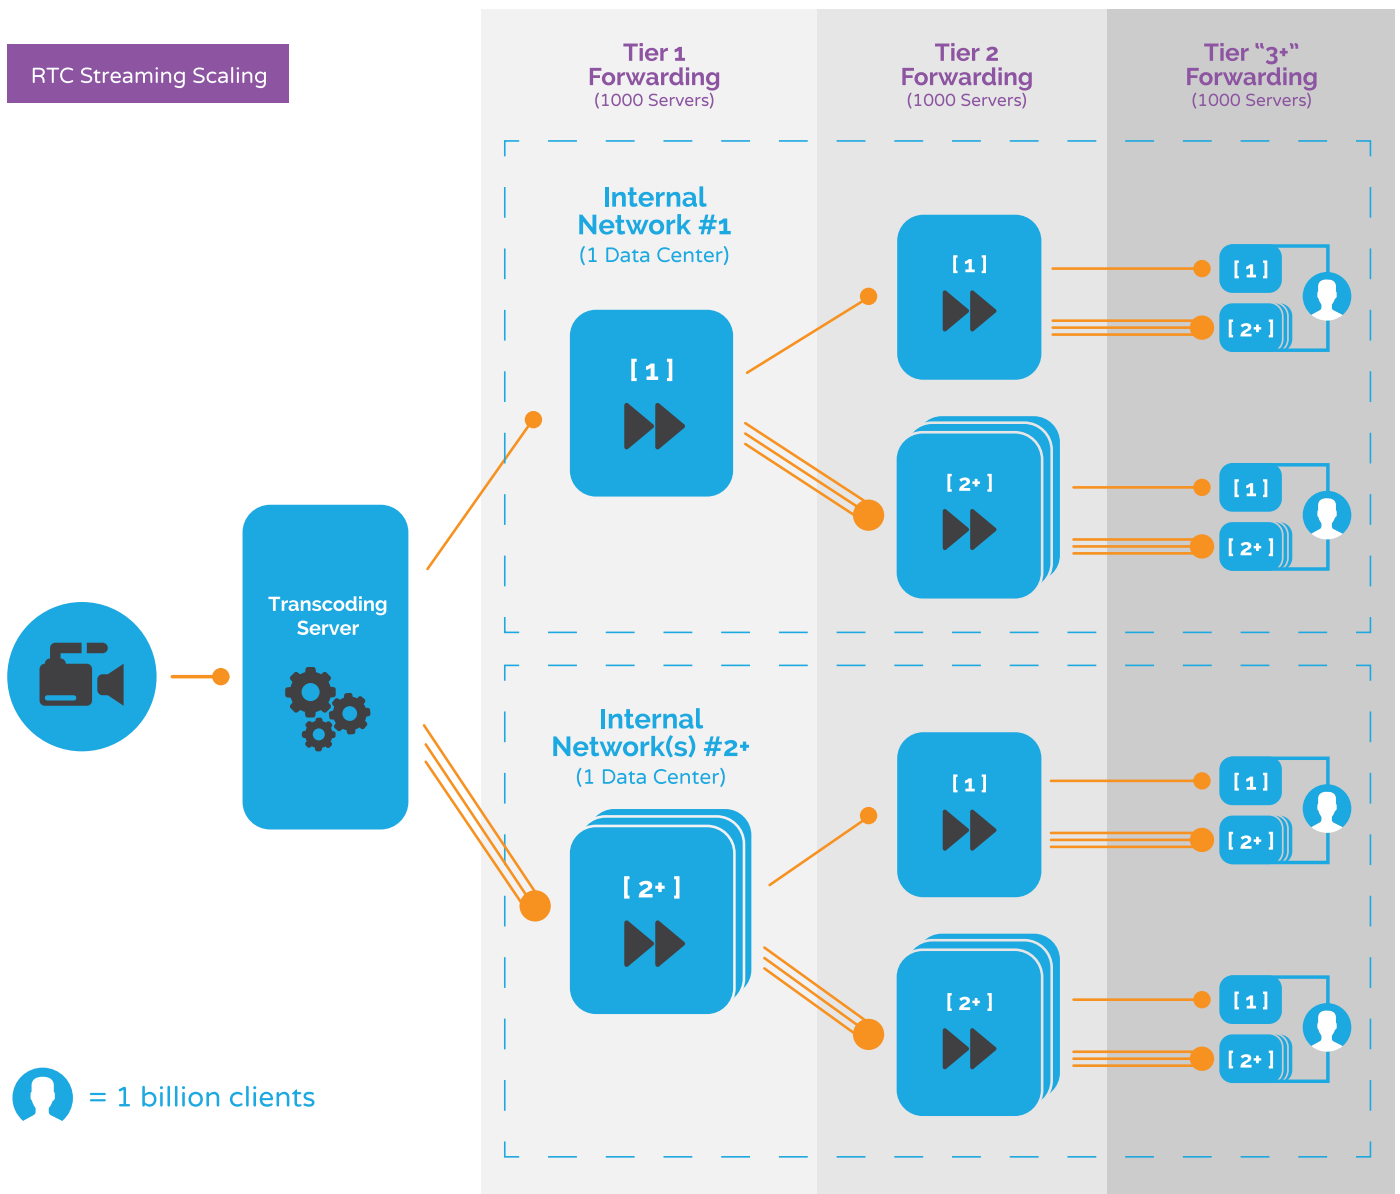 RTC Streaming Scaling
Tier 1
Forwarding
(1000 Servers)
Tier 2
Forwarding
(1000 Servers)
Tier “3+”
Forwarding
(1000 Servers)
Internal
Network #1
(1 Data Center)
[ 1 ]
[ 1 ]
[ 1 ]
[ 2+ ]
[ 2+ ]
[ 1 ]
[ 2+ ]
Transcoding
Server
Internal
Network(s) #2+
(1 Data Center)
[ 2+ ]
[ 1 ]
[ 1 ]
[ 2+ ]
[ 2+ ]
[ 1 ]
[ 2+ ]
= 1 billion clients